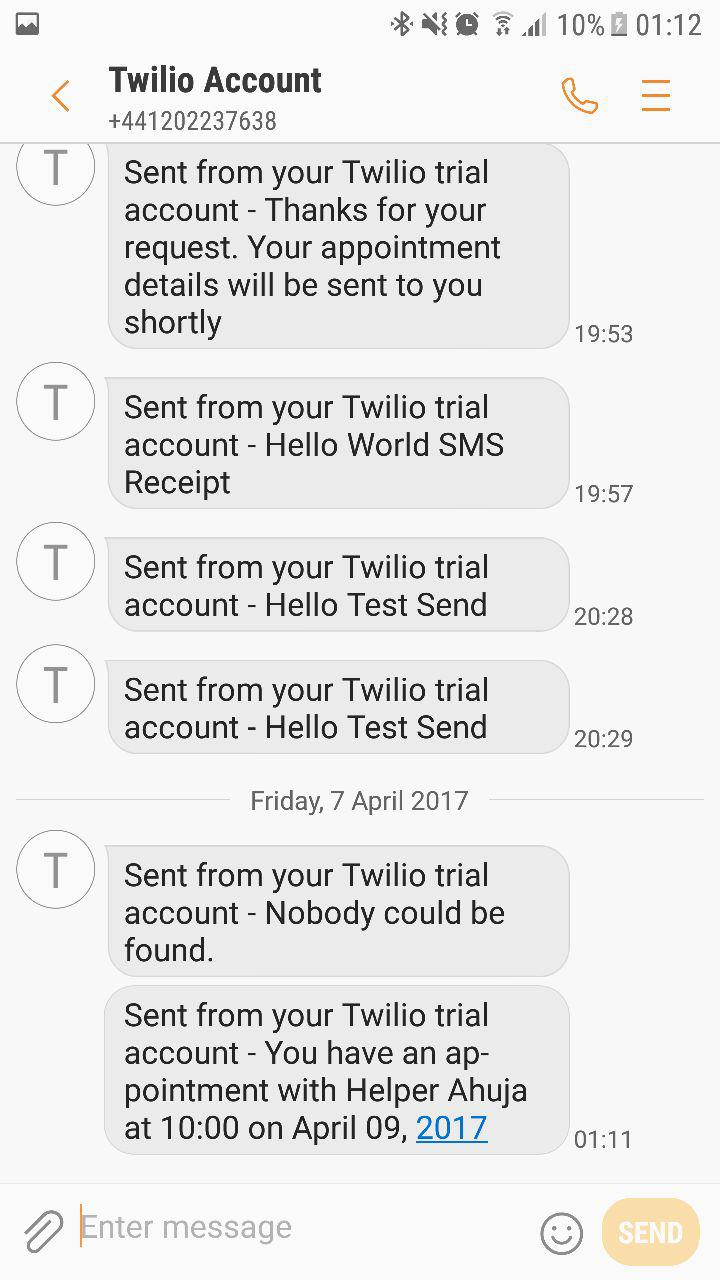 10% 01:12
Twilio Account
+441202237638
T
Sent from your Twilio trial
account - Thanks for your
request. Your appointment
details will be sent to you
shortly
19:53
T
Sent from your Twilio trial
account - Hello World SMS
Receipt
19:57
T
Sent from your Twilio trial
account - Hello Test Send
20:28
T
Sent from your Twilio trial
account - Hello Test Send
20:29
Friday, 7 April 2017
T
Sent from your Twilio trial
account - Nobody could be
found.
Sent from your Twilio trial
account - You have an ap-
pointment with Helper Ahuja
at 10:00 on April 09, 2017
01:11
Enter message
SEND